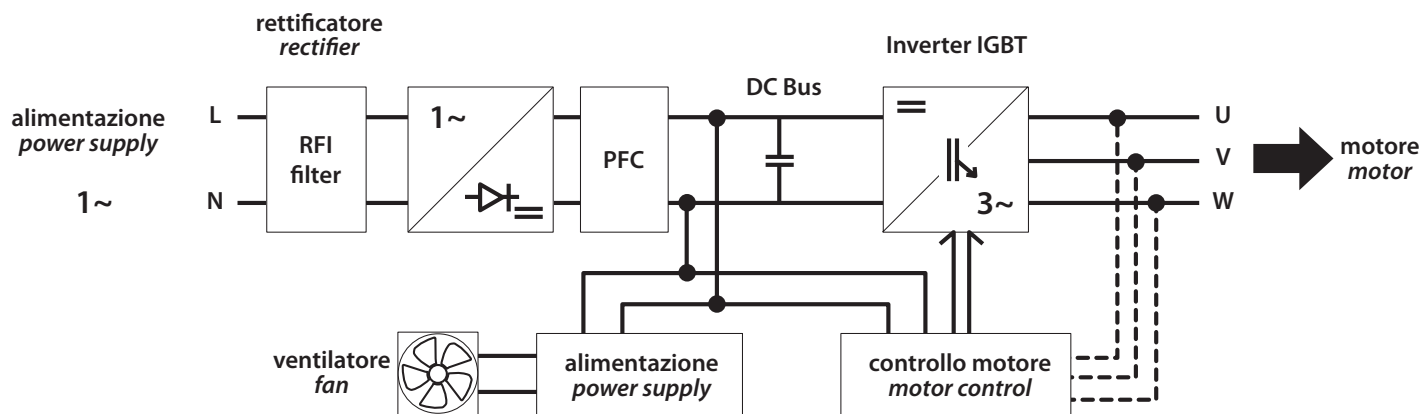 rettificatore
rectifier
Inverter IGBT
DC Bus
alimentazione
power supply
1~
L
N
RFI
filter
1~
PFC
3~
U
V
W
motore
motor
ventilatore
fan
alimentazione
power supply
controllo motore
motor control